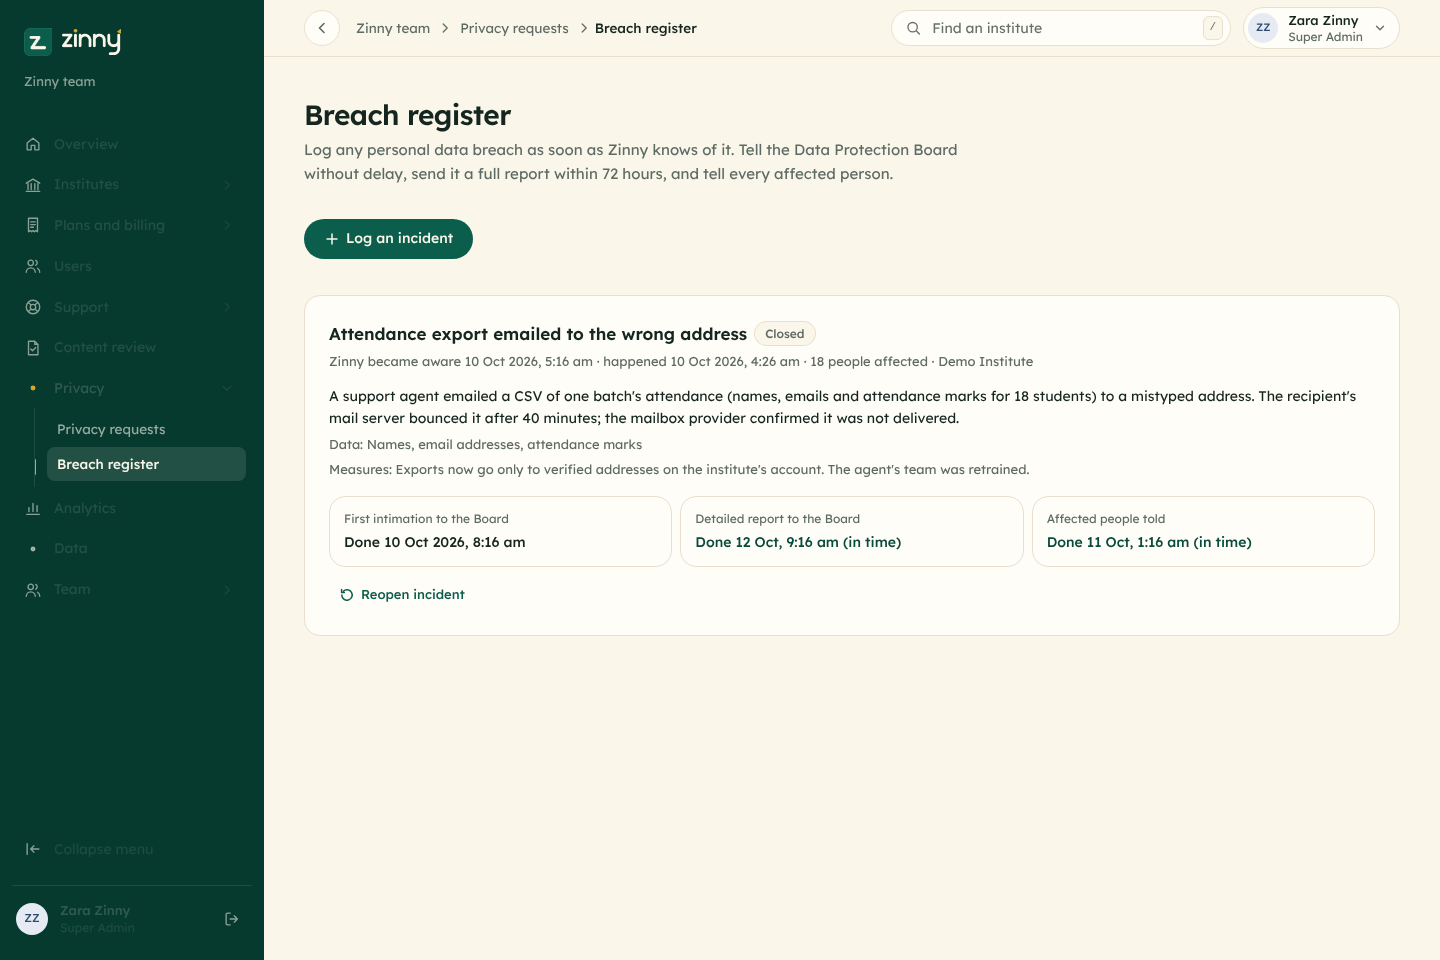 zinny
Zinny team
Overview
Institutes
Plans and billing
Users
Support
Content review
Privacy
Privacy requests
Breach register
Analytics
Data
Team
Collapse menu
ZZ
Zara Zinny
Super Admin
Zinny team
Privacy requests
Breach register
Find an institute
/
ZZ
Zara Zinny
Super Admin
Breach register
Log any personal data breach as soon as Zinny knows of it. Tell the Data Protection Board
without delay, send it a full report within 72 hours, and tell every affected person.
Log an incident
Attendance export emailed to the wrong address
Closed
Zinny became aware 10 Oct 2026, 5:16 am · happened 10 Oct 2026, 4:26 am · 18 people affected · Demo Institute
A support agent emailed a CSV of one batch's attendance (names, emails and attendance marks for 18 students) to a mistyped address. The recipient's
mail server bounced it after 40 minutes; the mailbox provider confirmed it was not delivered.
Data: Names, email addresses, attendance marks
Measures: Exports now go only to verified addresses on the institute's account. The agent's team was retrained.
First intimation to the Board
Done 10 Oct 2026, 8:16 am
Detailed report to the Board
Done 12 Oct, 9:16 am (in time)
Affected people told
Done 11 Oct, 1:16 am (in time)
Reopen incident